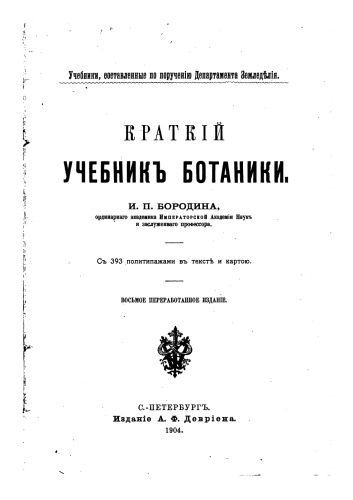 Учебники, составленные по порученію Департамента Земледѣлія.
КРАТКІЙ
УЧЕБНИКЪ БОТАНИКИ.
И. П. БОРОДИНА,
ординарнаго академика Императорской Академіи Наукъ
и заслуженнаго профессора.
Съ 393 политипажами въ текстѣ и картою.
ВОСЬМОЕ ПЕРЕРАБОТАННОЕ ИЗДАНІЕ.
С.-ПЕТЕРБУРГЪ.
Изданіе А. Ф. Девріена.
1904.